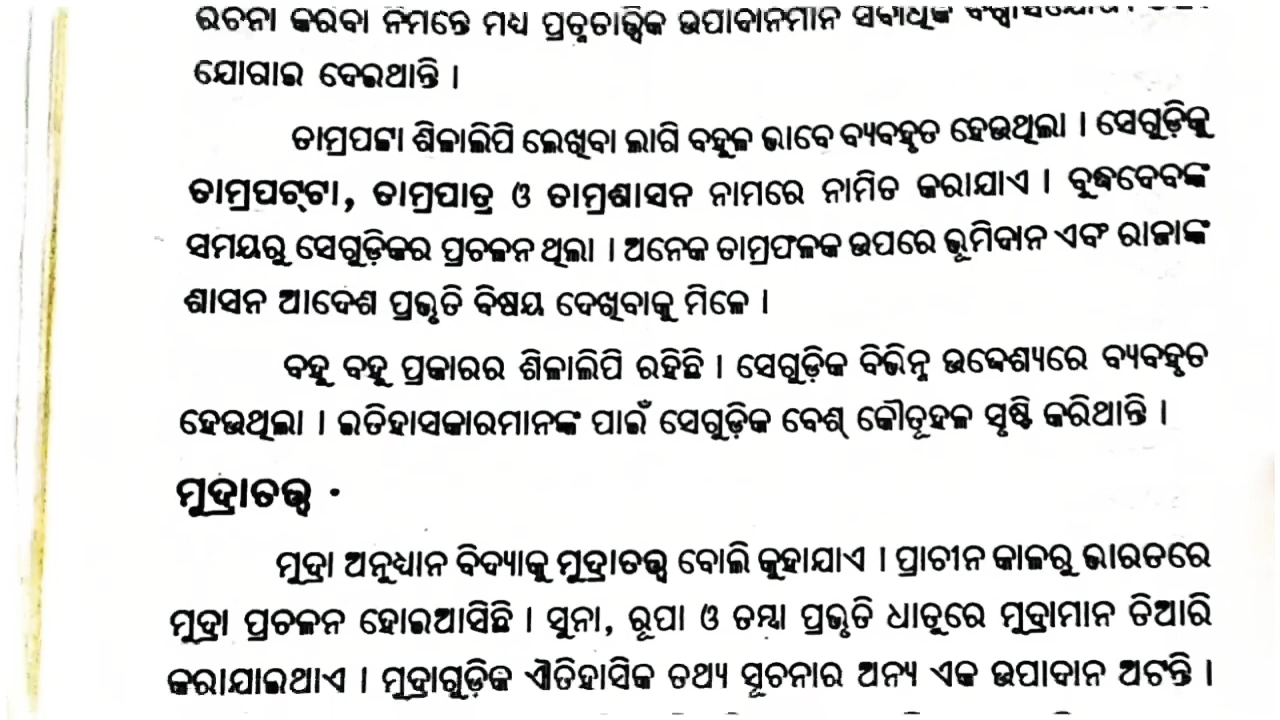 ରଚନା କରବା ନିମନ୍ତେ ମଧ୍ୟ ପ୍ରତ୍ନତାତ୍ତ୍ୱିକ ଉପାଦାନମାନ ସର୍ବାଧିକ
ଯୋଗାଇ ଦେଇଥାନ୍ତି ।
ତାମ୍ରପଟ୍ଟା ଶିଳାଲିପି ଲେଖିବା ଲାଗି ବହୁଳ ଭାବେ ବ୍ୟବହୃତ ହେଉଥିଲା । ସେଗୁଡ଼ିକୁ
ତାମ୍ରପଟ୍‌ଟା, ତାମ୍ରପାତ୍ର ଓ ତାମ୍ରଶାସନ ନାମରେ ନାମିତ କରାଯାଏ । ବୁଦ୍ଧଦେବଙ୍କ
ସମୟରୁ ସେଗୁଡ଼ିକର ପ୍ରଚଳନ ଥିଲା । ଅନେକ ତାମ୍ରଫଳକ ଉପରେ ଭୂମିଦାନ ଏବଂ ରାଜାଙ୍କ
ଶାସନ ଆଦେଶ ପ୍ରଭୃତି ବିଷୟ ଦେଖିବାକୁ ମିଳେ ।
ବହୁ ବହୁ ପ୍ରକାରର ଶିଳାଲିପି ରହିଛି । ସେଗୁଡ଼ିକ ବିଭିନ୍ନ ଉଦ୍ଦେଶ୍ୟରେ ବ୍ୟବହୃତ
ହେଉଥିଲା । ଇତିହାସକାରମାନଙ୍କ ପାଇଁ ସେଗୁଡ଼ିକ ବେଶ୍ କୌତୂହଳ ସୃଷ୍ଟି କରିଥାନ୍ତି ।
ମୁଦ୍ରାତତ୍ତ୍ୱ ·
ମୁଦ୍ରା ଅନୁଧ୍ୟାନ ବିଦ୍ୟାକୁ ମୁଦ୍ରାତତ୍ତ୍ୱ ବୋଲି କୁହାଯାଏ । ପ୍ରାଚୀନ କାଳରୁ ଭାରତରେ
ମୁଦ୍ରା ପ୍ରଚଳନ ହୋଇଆସିଛି । ସୁନା, ରୂପା ଓ ତମ୍ବା ପ୍ରଭୃତି ଧାତୁରେ ମୁଦ୍ରାମାନ ତିଆରି
କରାଯାଇଥାଏ । ମୁଦ୍ରାଗୁଡ଼ିକ ଐତିହାସିକ ତଥ୍ୟ ସୂଚନାର ଅନ୍ୟ ଏକ ଉପାଦାନ ଅଟନ୍ତି ।